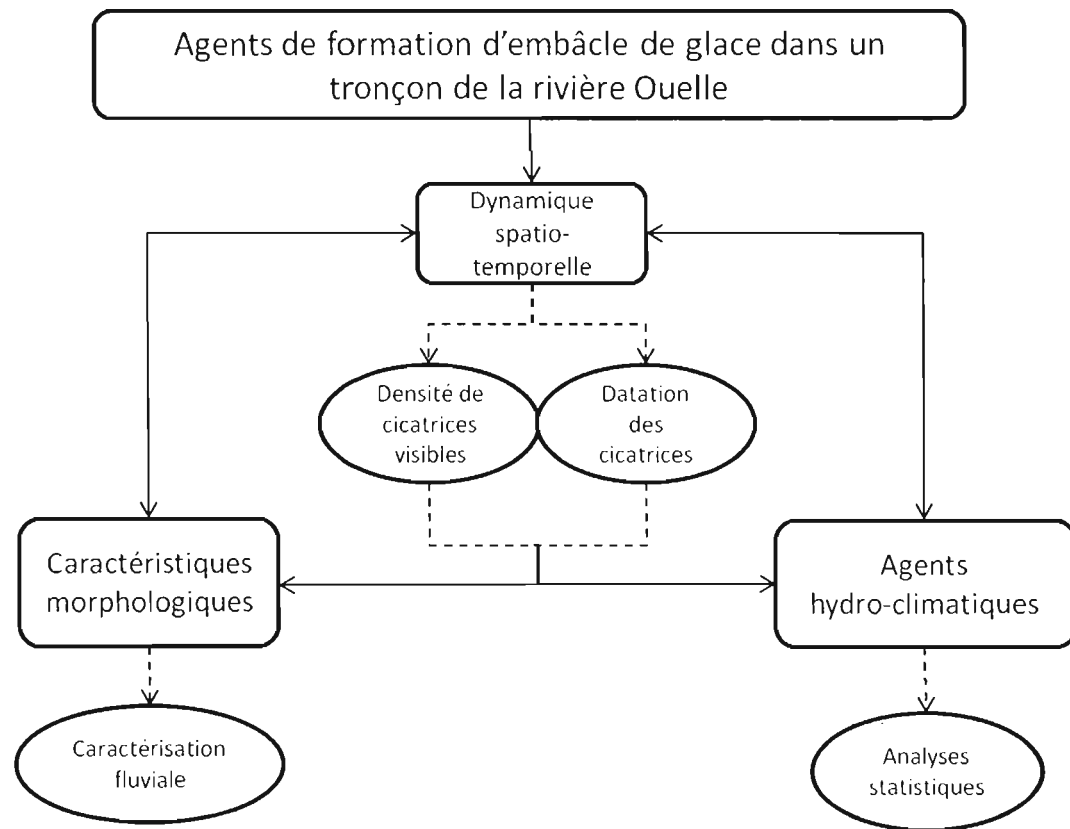 Agents de formation d'embâcle de glace dans un
tronçon de la rivière Ouelle
Dynamique
spatio-
temporelle
Densité de
cicatrices
visibles
Datation
des
cicatrices
Caractéristiques
morphologiques
Agents
hydro-climatiques
Caractérisation
fluviale
Analyses
statistiques